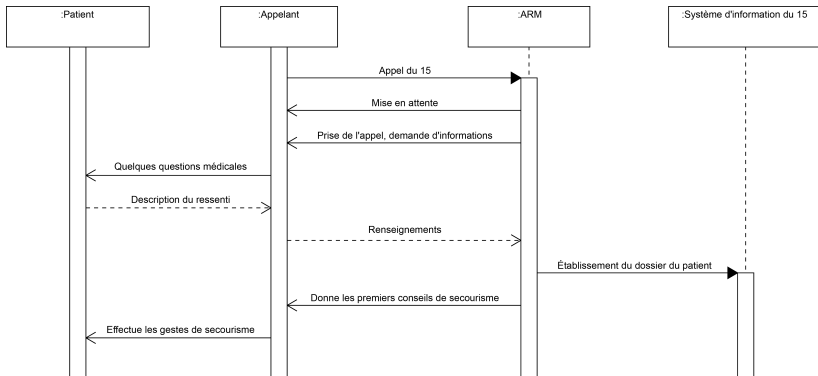 :Patient
:Appelant
:ARM
:Système d'information du 15
Appel du 15
Mise en attente
Prise de l'appel, demande d'informations
Quelques questions médicales
Description du ressenti
Renseignements
Établissement du dossier du patient
Donne les premiers conseils de secourisme
Effectue les gestes de secourisme